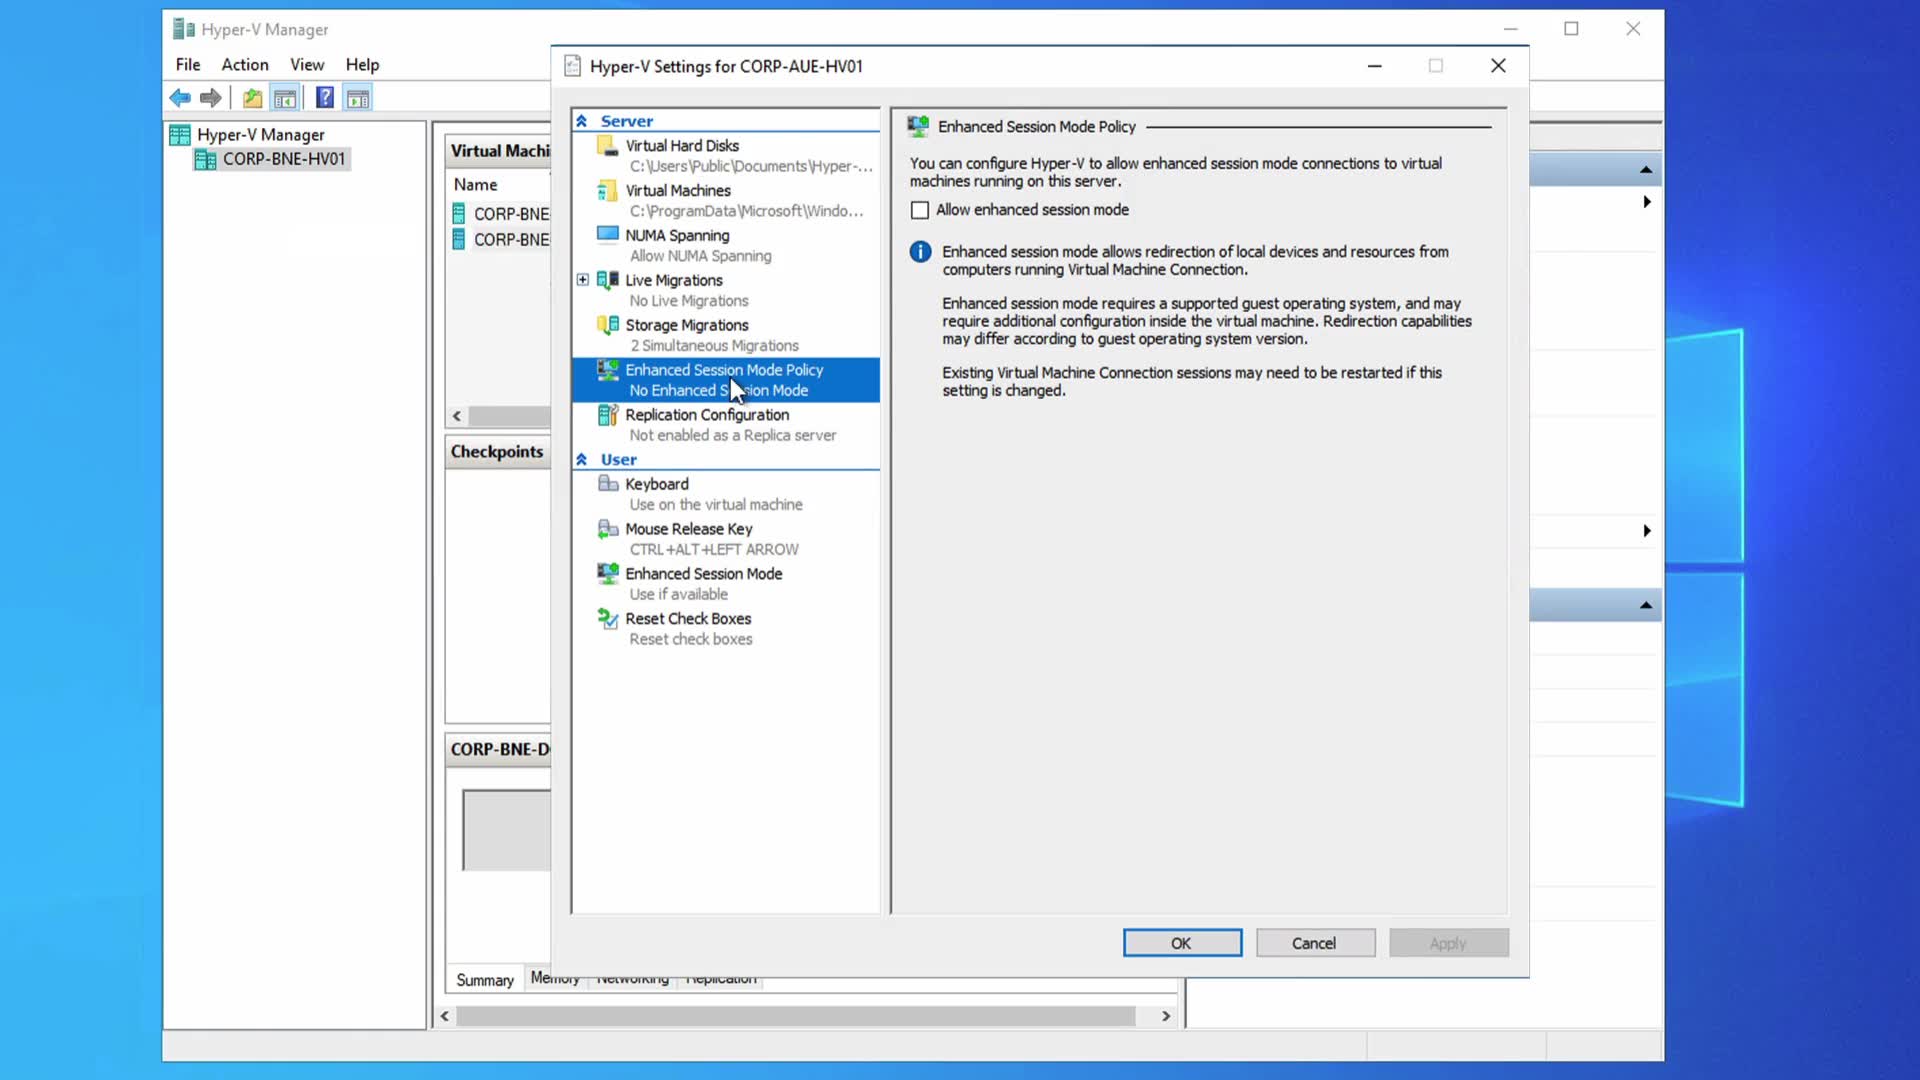 Hyper-V Manager
File Action View Help
Hyper-V Manager
CORP-BNE-HV01
Virtual Machi
Name
CORP-BNE
CORP-BNE
Checkpoints
CORP-BNE-D
Summary Memory Networking Replication
Hyper-V Settings for CORP-AUE-HV01
Server
Virtual Hard Disks
C:\Users\Public\Documents\Hyper-...
Virtual Machines
C:\ProgramData\Microsoft\Windo...
NUMA Spanning
Allow NUMA Spanning
Live Migrations
No Live Migrations
Storage Migrations
2 Simultaneous Migrations
Enhanced Session Mode Policy
No Enhanced Session Mode
Replication Configuration
Not enabled as a Replica server
User
Keyboard
Use on the virtual machine
Mouse Release Key
CTRL+ALT+LEFT ARROW
Enhanced Session Mode
Use if available
Reset Check Boxes
Reset check boxes
Enhanced Session Mode Policy
You can configure Hyper-V to allow enhanced session mode connections to virtual
machines running on this server.
Allow enhanced session mode
Enhanced session mode allows redirection of local devices and resources from
computers running Virtual Machine Connection.
Enhanced session mode requires a supported guest operating system, and may
require additional configuration inside the virtual machine. Redirection capabilities
may differ according to guest operating system version.
Existing Virtual Machine Connection sessions may need to be restarted if this
setting is changed.
OK Cancel Apply